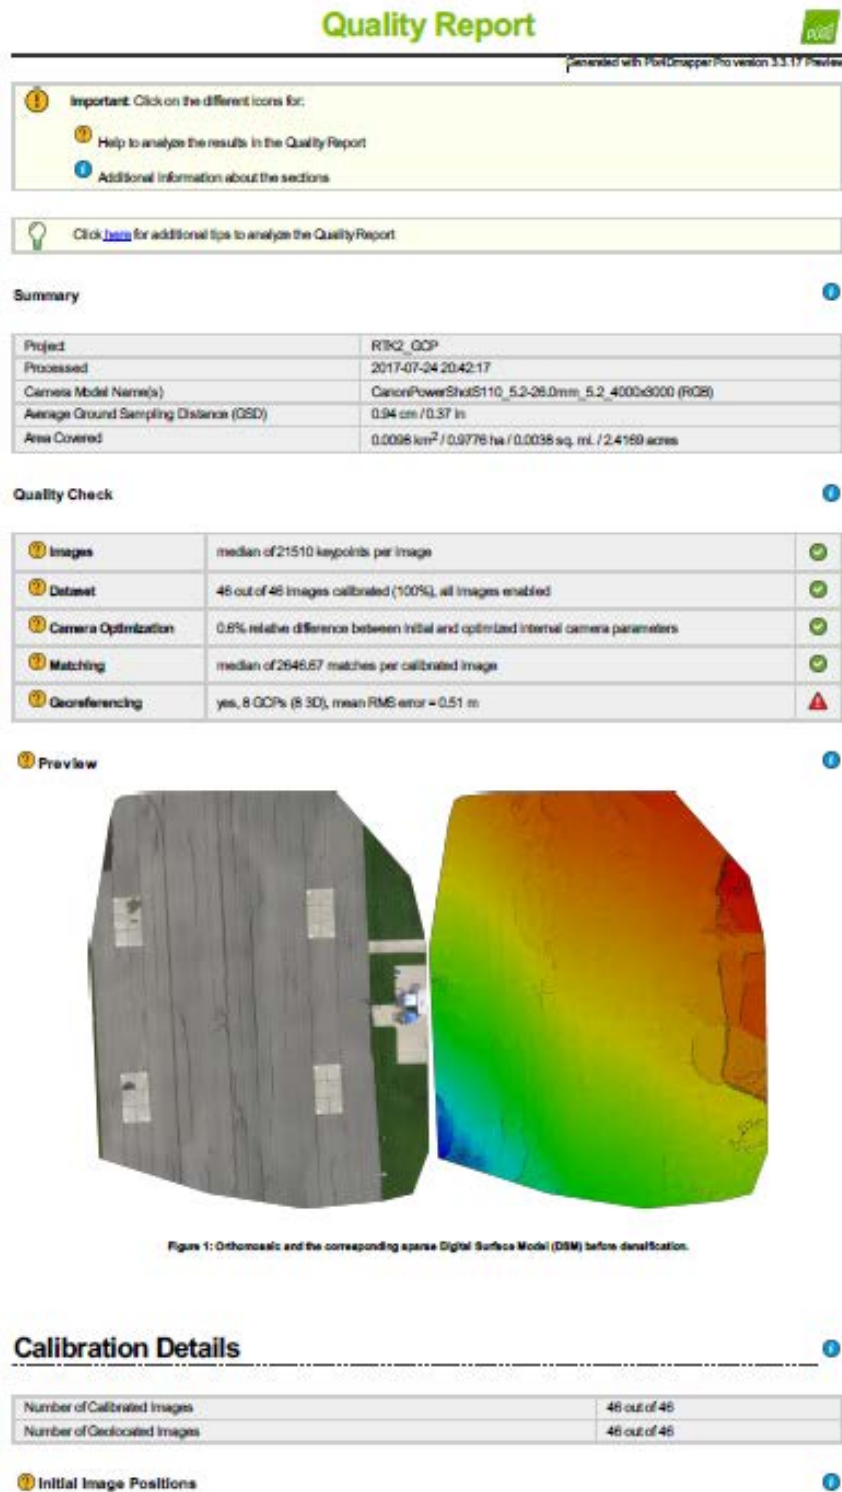 Quality Report
Generated with Pix4Dmapper Pro version 3.3.17 Preview
Important: Click on the different icons for:
Help to analyze the results in the Quality Report
Additional information about the sections
Click here for additional tips to analyze the Quality Report
Summary
Project RTK2_GCP
Processed 2017-07-24 20:42:17
Camera Model Name(s) CanonPowerShotS110_5.2-26.0mm_5.2_4000x3000 (RGB)
Average Ground Sampling Distance (GSD) 0.94 cm / 0.37 in
Area Covered 0.0098 km2 / 0.9776 ha / 0.0038 sq. mi. / 2.4169 acres
Quality Check
Images median of 21510 keypoints per image
Dataset 46 out of 46 images calibrated (100%), all images enabled
Camera Optimization 0.6% relative difference between initial and optimized internal camera parameters
Matching median of 2646.67 matches per calibrated image
Georeferencing yes, 8 GCPs (8 3D), mean RMS error = 0.51 m
Preview
Figure 1: Orthomosaic and the corresponding sparse Digital Surface Model (DSM) before densification.
Calibration Details
Number of Calibrated Images 46 out of 46
Number of Geolocated Images 46 out of 46
Initial Image Positions